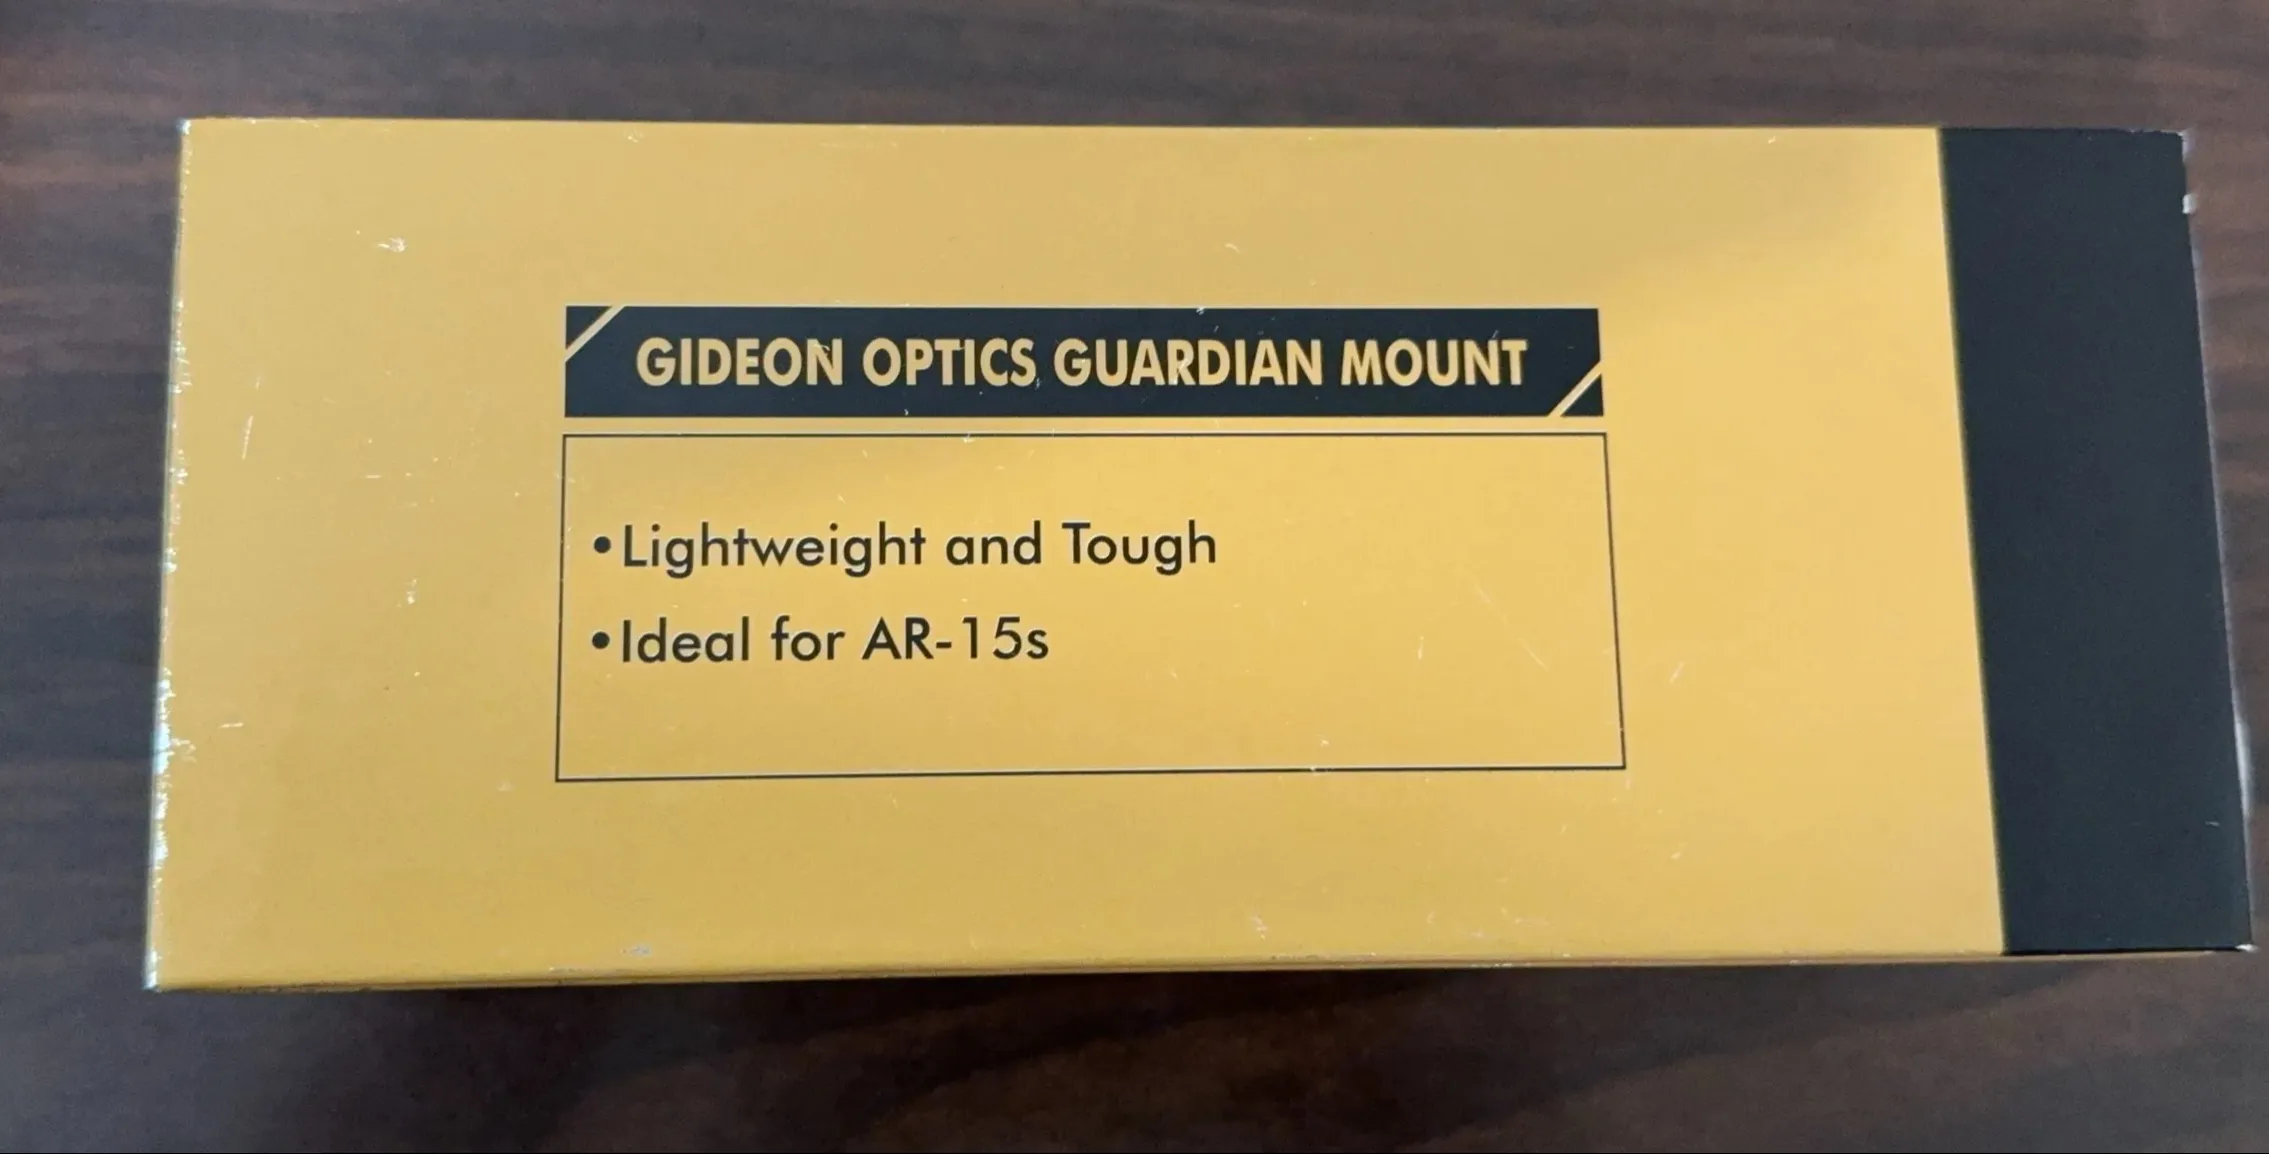 GIDEON OPTICS GUARDIAN MOUNT
•Lightweight and Tough
•Ideal for AR-15s